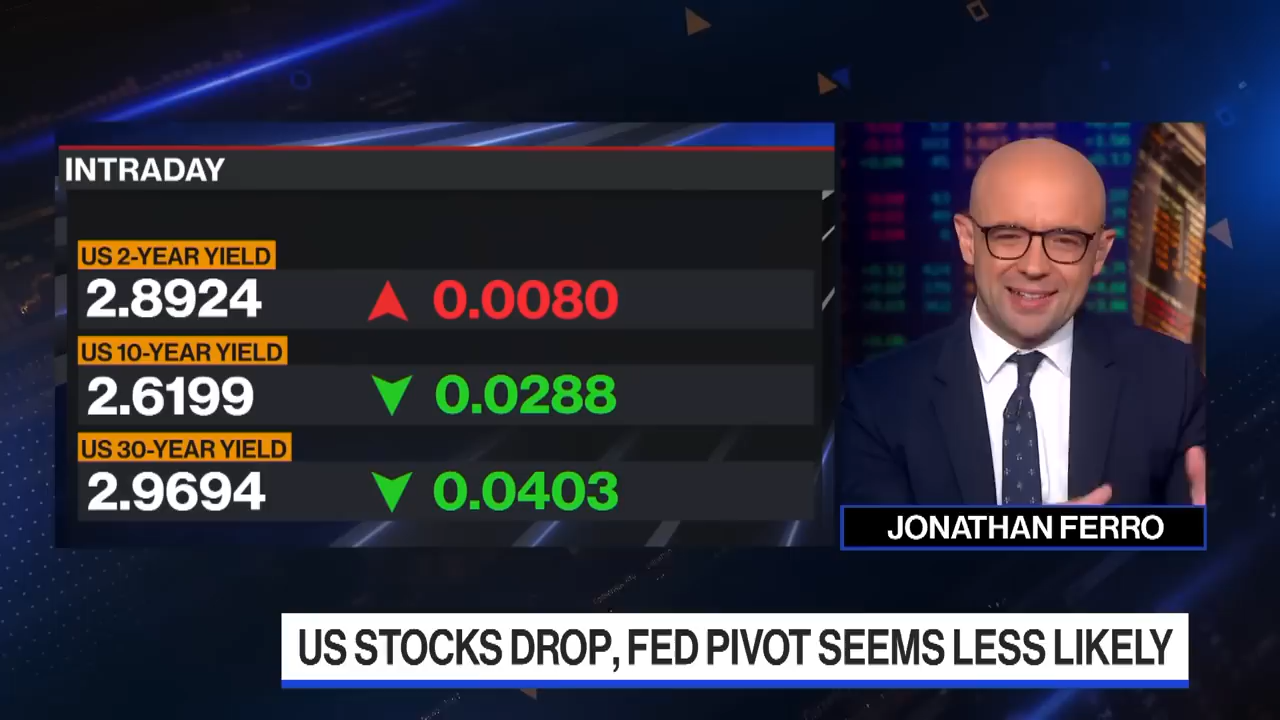 INTRADAY
US 2-YEAR YIELD
2.8924 ▲ 0.0080
US 10-YEAR YIELD
2.6199 ▼ 0.0288
US 30-YEAR YIELD
2.9694 ▼ 0.0403
JONATHAN FERRO
US STOCKS DROP, FED PIVOT SEEMS LESS LIKELY